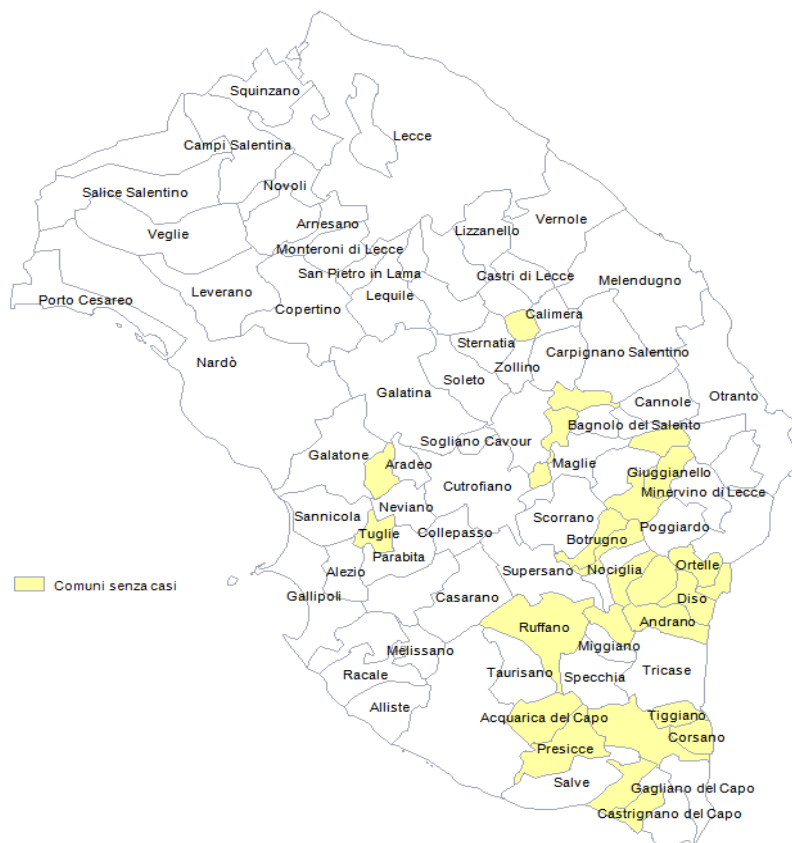 Squinzano
Lecce
Campi Salentina
Novoli
Salice Salentino
Vernole
Arnesano
Lizzanello
Veglie
Monteroni di Lecce
San Pietro in Lama
Castri di Lecce
Melendugno
Leverano
Lequile
Porto Cesareo
Copertino
Calimera
Sternatia
Carpignano Salentino
Nardò
Zollino
Soleto
Galatina
Otranto
Cannole
Bagnolo del Salento
Sogliano Cavour
Galatone
Aradeo
Maglie
Giuggianello
Cutrofiano
Minervino di Lecce
Neviano
Sannicola
Scorrano
Poggiardo
Collepasso
Tuglie
Botrugno
Parabita
Ortelle
Alezio
Supersano
Nociglia
Comuni senza casi
Gallipoli
Casarano
Diso
Andrano
Ruffano
Miggiano
Melissano
Tricase
Taurisano
Specchia
Racale
Alliste
Acquarica del Capo
Tiggiano
Corsano
Presicce
Salve
Gagliano del Capo
Castrignano del Capo